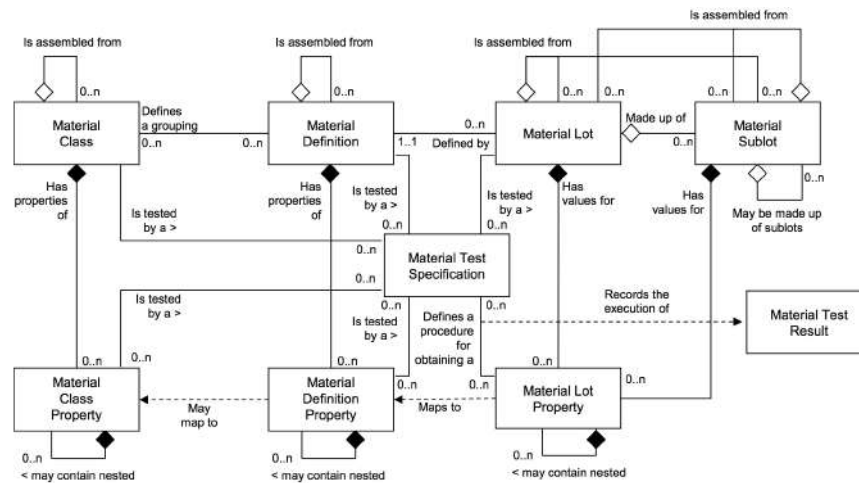 Is assembled from
Is assembled from
Is assembled from
Is assembled from
0..n
0..n
0..n
0..n
0..n
0..n
0..n
Material
Class
Defines
a grouping
0..n
0..n
Material
Definition
1..1
0..n
Defined by
Material Lot
Made up of
0..n
Material
Sublot
0..n
May be made up
of sublots
Has
properties
of
Is tested
by a >
Has
properties
of
Is tested
by a >
0..n
0..n
Is tested
by a >
Has
values for
Has
values for
0..n
Material Test
Specification
0..n
Is tested
by a >
0..n
Is tested
by a >
0..n
Defines a
procedure
for
obtaining a
Records the
execution of
Material Test
Result
0..n
0..n
0..n
0..n
0..n
0..n
0..n
Material
Class
Property
May
map to
Material
Definition
Property
Maps to
Material Lot
Property
0..n
< may contain nested
0..n
< may contain nested
0..n
< may contain nested